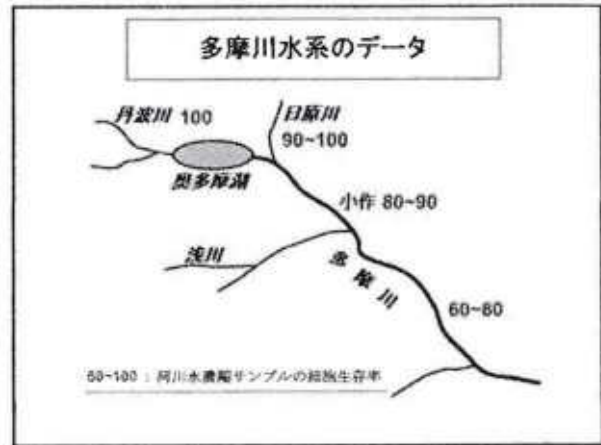 多摩川水系のデータ
丹波川 100
日原川
90~100
奥多摩湖
小作 80~90
浅川
多摩川
60~80
60~100 : 河川水濃縮サンプルの細胞生存率